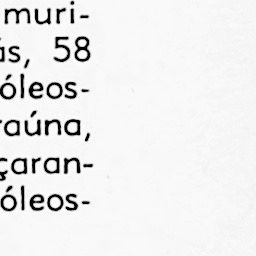 muri-
ás, 58
óleos-
raúna,
çaran-
óleos-